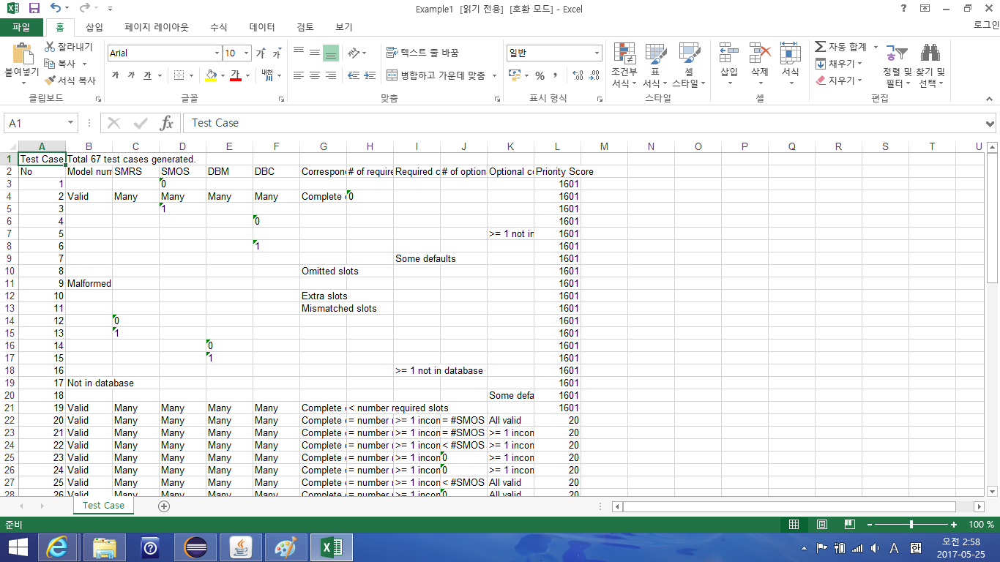 Example1 [읽기 전용] [호환 모드] - Excel
파일 홈 삽입 페이지 레이아웃 수식 데이터 검토 보기 로그인
잘라내기
복사
서식 복사
붙여넣기
클립보드
Arial 10
가 가
가 가 가 가 내천
글꼴
텍스트 줄 바꿈
병합하고 가운데 맞춤
맞춤
일반
% ,
표시 형식
조건부 서식
표 서식
셀 스타일
스타일
삽입 삭제 서식
셀
자동 합계
채우기
지우기
정렬 및 필터
찾기 및 선택
편집
A1 fx Test Case
A B C D E F G H I J K L M N O P Q R S T U
1 Test Case Total 67 test cases generated.
2 No Model num SMRS SMOS DBM DBC Correspon # of require Required c # of option Optional co Priority Score
3 1 0 1601
4 2 Valid Many Many Many Many Complete 0 1601
5 3 1 1601
6 4 0 1601
7 5 >= 1 not in 1601
8 6 1 1601
9 7 Some defaults 1601
10 8 Omitted slots 1601
11 9 Malformed 1601
12 10 Extra slots 1601
13 11 Mismatched slots 1601
14 12 0 1601
15 13 1 1601
16 14 0 1601
17 15 1 1601
18 16 >= 1 not in database 1601
19 17 Not in database 1601
20 18 Some defa 1601
21 19 Valid Many Many Many Many Complete < number required slots 1601
22 20 Valid Many Many Many Many Complete = number >= 1 incon = #SMOS All valid 20
23 21 Valid Many Many Many Many Complete = number >= 1 incon = #SMOS >= 1 incon 20
24 22 Valid Many Many Many Many Complete = number >= 1 incon < #SMOS >= 1 incon 20
25 23 Valid Many Many Many Many Complete = number >= 1 incon 0 >= 1 incon 20
26 24 Valid Many Many Many Many Complete = number >= 1 incon 0 >= 1 incon 20
27 25 Valid Many Many Many Many Complete = number >= 1 incon < #SMOS All valid 20
28 26 Valid Many Many Many Many Complete = number >= 1 incon 0 All valid 20
Test Case
준비 100 %
A 한 오전 2:58
2017-05-25